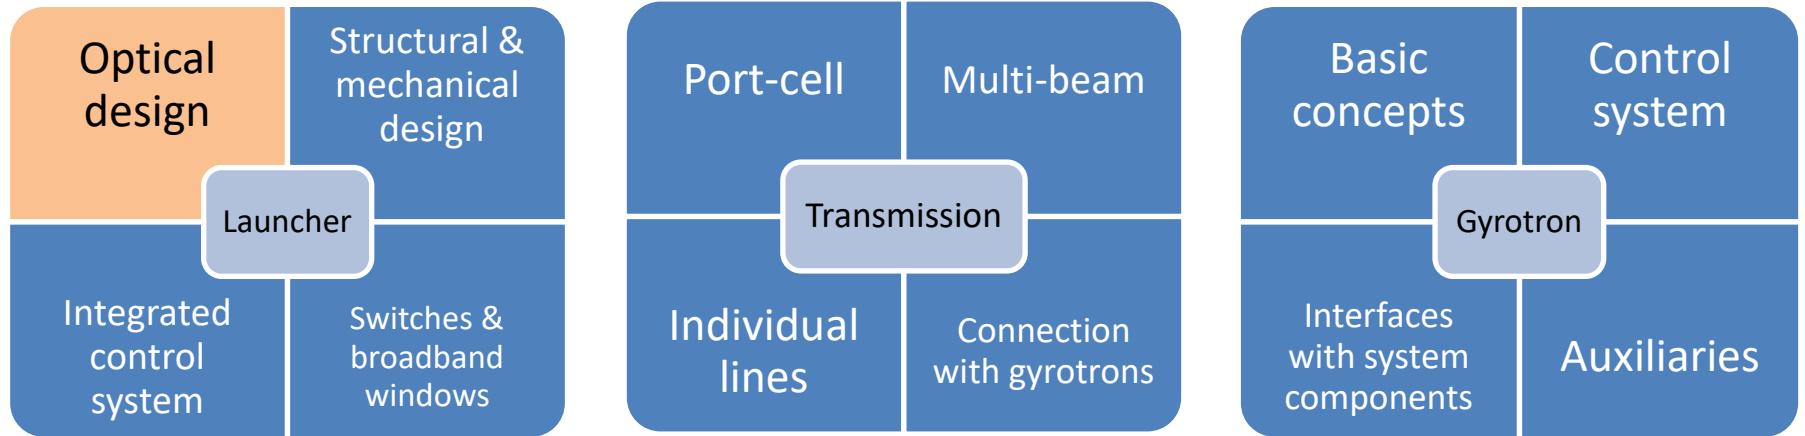 Optical
design
Structural &
mechanical
design
Launcher
Integrated
control
system
Switches &
broadband
windows
Port-cell
Multi-beam
Transmission
Individual
lines
Connection
with gyrotrons
Basic
concepts
Control
system
Gyrotron
Interfaces
with system
components
Auxiliaries